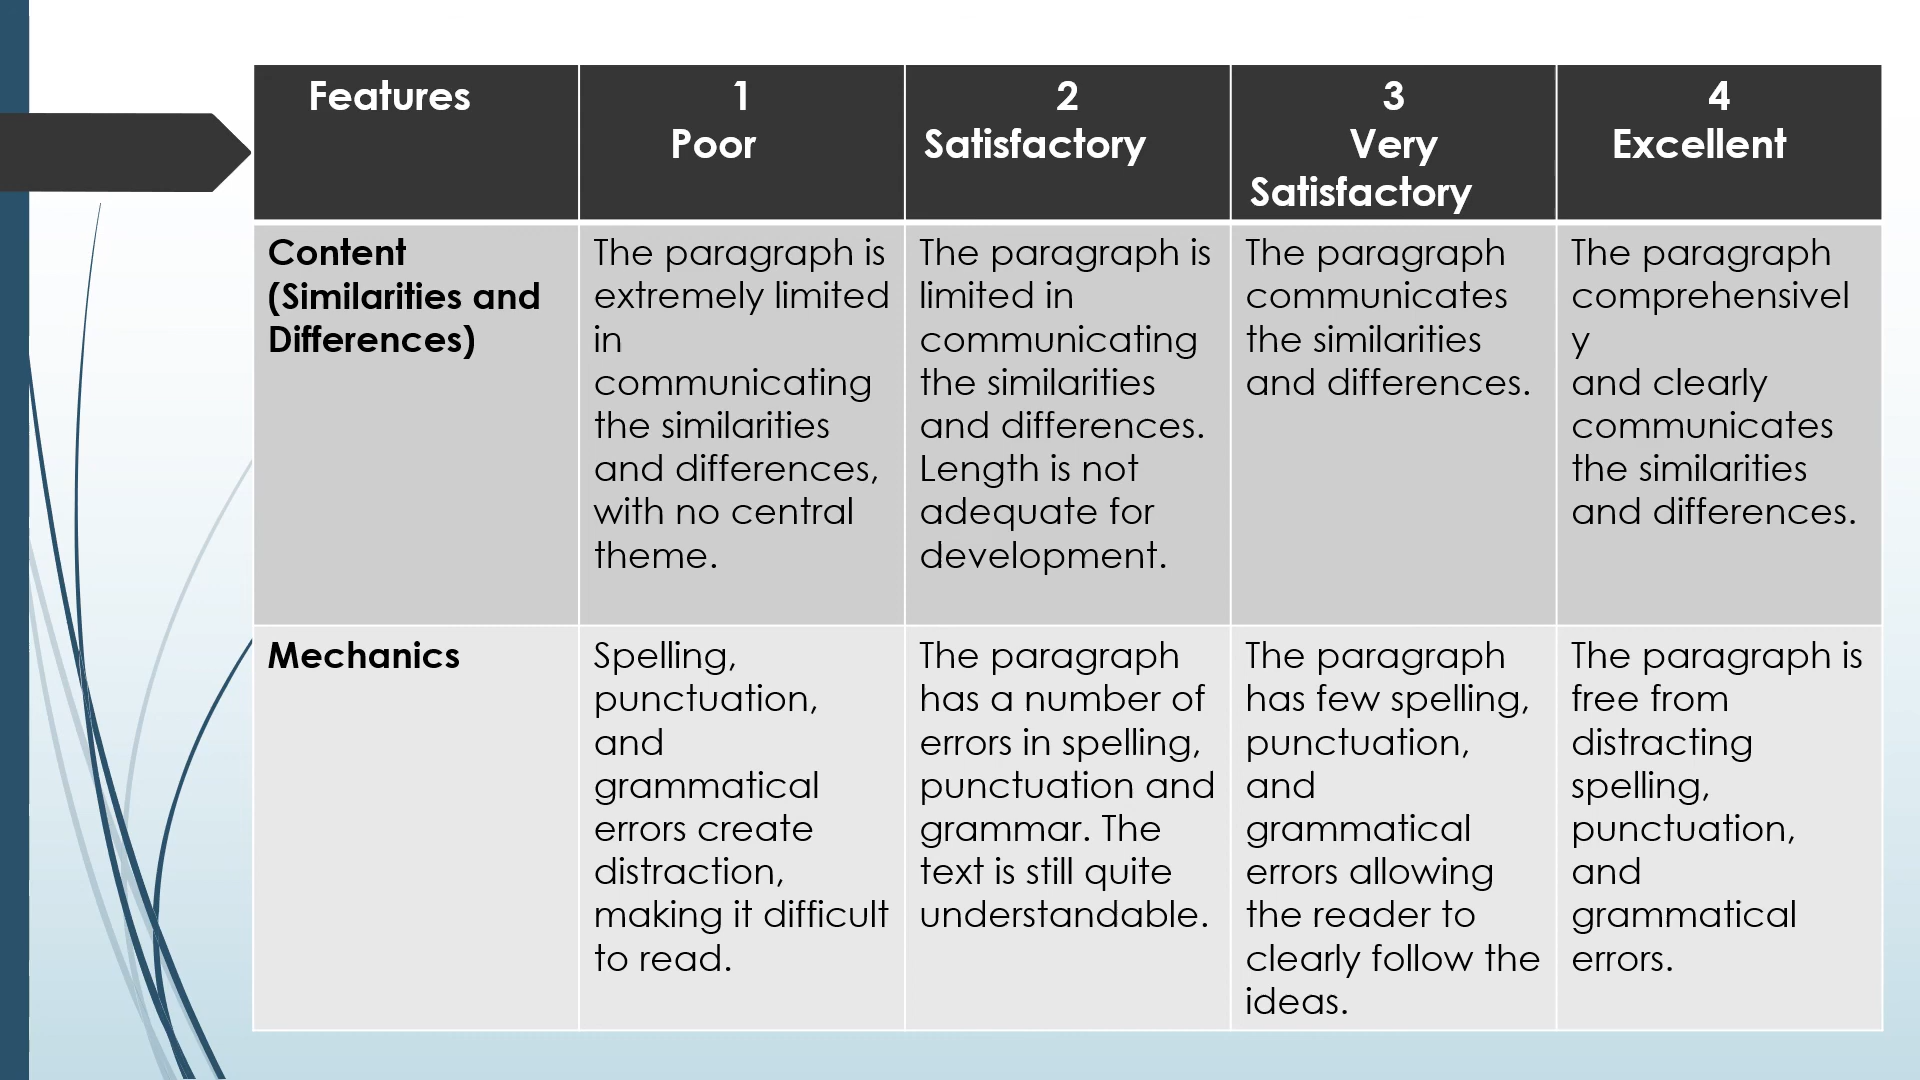 Features
1
Poor
2
Satisfactory
3
Very
Satisfactory
4
Excellent
Content
(Similarities and
Differences)
The paragraph is
extremely limited
in
communicating
the similarities
and differences,
with no central
theme.
The paragraph is
limited in
communicating
the similarities
and differences.
Length is not
adequate for
development.
The paragraph
communicates
the similarities
and differences.
The paragraph
comprehensivel
y
and clearly
communicates
the similarities
and differences.
Mechanics
Spelling,
punctuation,
and
grammatical
errors create
distraction,
making it difficult
to read.
The paragraph
has a number of
errors in spelling,
punctuation and
grammar. The
text is still quite
understandable.
The paragraph
has few spelling,
punctuation,
and
grammatical
errors allowing
the reader to
clearly follow the
ideas.
The paragraph is
free from
distracting
spelling,
punctuation,
and
grammatical
errors.